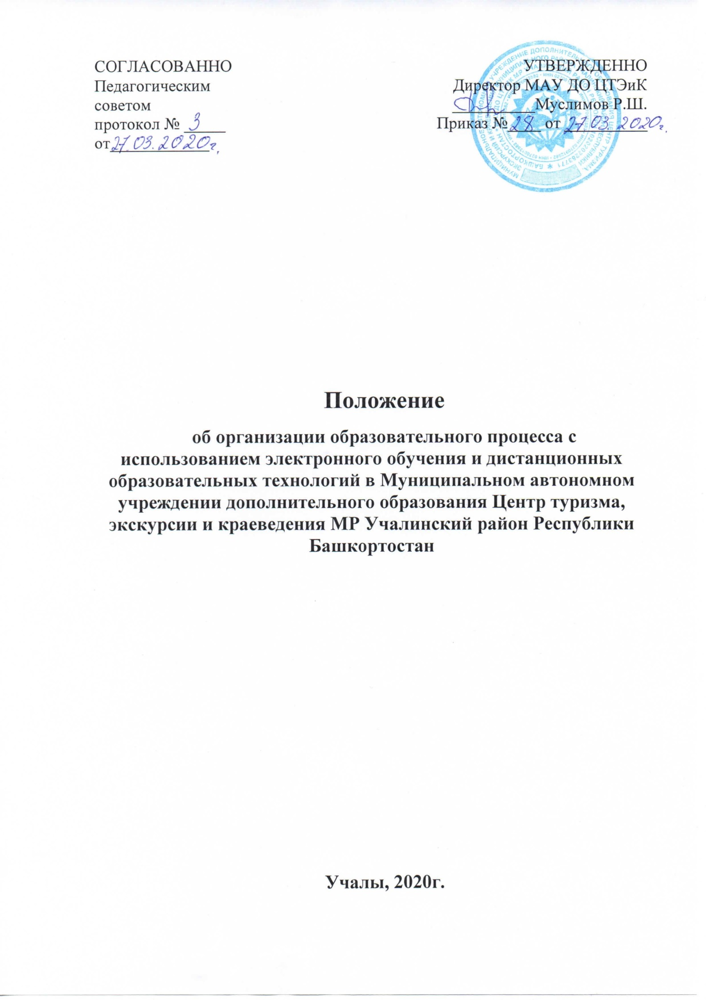 СОГЛАСОВАННО
Педагогическим
советом
протокол № 3
от 27.03.2020г.
УТВЕРЖДЕННО
Директор МАУ ДО ЦТЭиК
Муслимов Р.Ш.
Приказ № 28 от 27.03.2020г.
Положение
об организации образовательного процесса с
использованием электронного обучения и дистанционных
образовательных технологий в Муниципальном автономном
учреждении дополнительного образования Центр туризма,
экскурсии и краеведения МР Учалинский район Республики
Башкортостан
Учалы, 2020г.